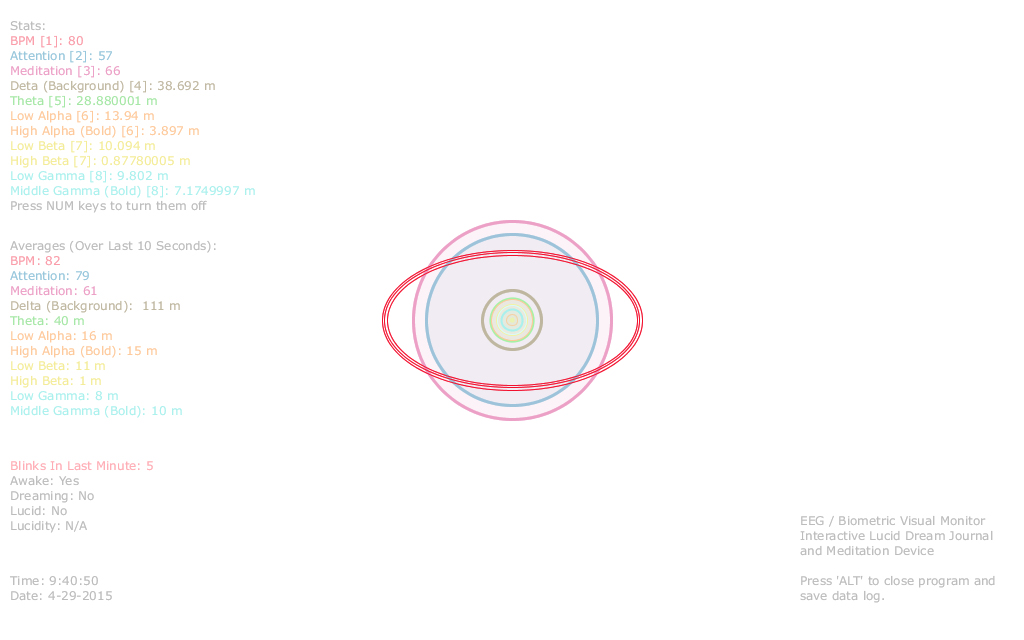 Stats:
BPM [1]: 80
Attention [2]: 57
Meditation [3]: 66
Deta (Background) [4]: 38.692 m
Theta [5]: 28.880001 m
Low Alpha [6]: 13.94 m
High Alpha (Bold) [6]: 3.897 m
Low Beta [7]: 10.094 m
High Beta [7]: 0.87780005 m
Low Gamma [8]: 9.802 m
Middle Gamma (Bold) [8]: 7.1749997 m
Press NUM keys to turn them off
Averages (Over Last 10 Seconds):
BPM: 82
Attention: 79
Meditation: 61
Delta (Background):  111 m
Theta: 40 m
Low Alpha: 16 m
High Alpha (Bold): 15 m
Low Beta: 11 m
High Beta: 1 m
Low Gamma: 8 m
Middle Gamma (Bold): 10 m
Blinks In Last Minute: 5
Awake: Yes
Dreaming: No
Lucid: No
Lucidity: N/A
Time: 9:40:50
Date: 4-29-2015
EEG / Biometric Visual Monitor
Interactive Lucid Dream Journal
and Meditation Device
Press 'ALT' to close program and
save data log.